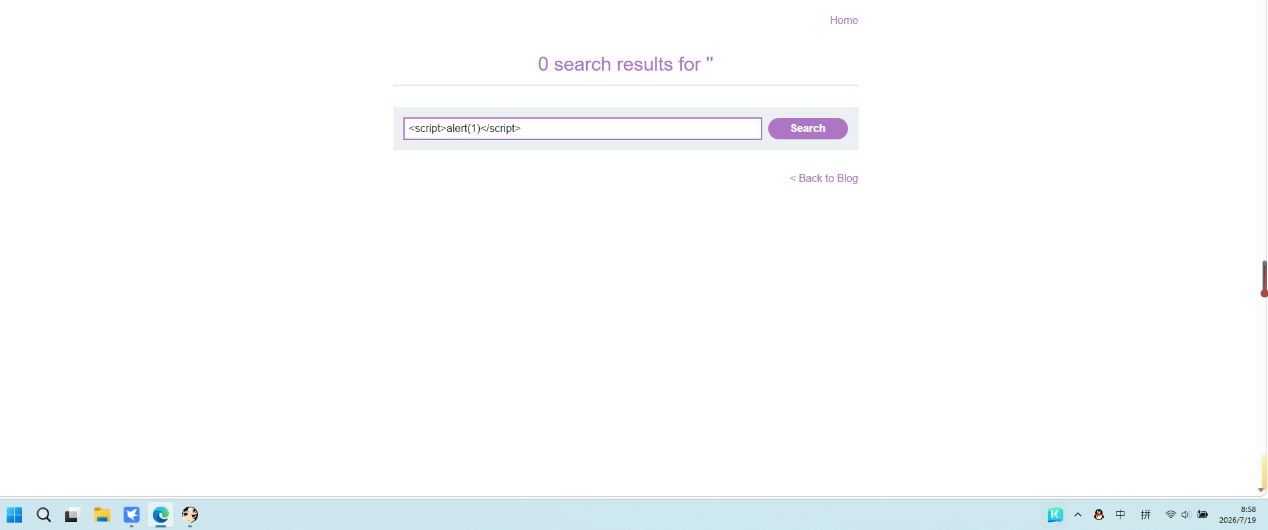 Home
0 search results for ''
<script>alert(1)</script>
Search
< Back to Blog
中
拼
8:58
2026/7/19